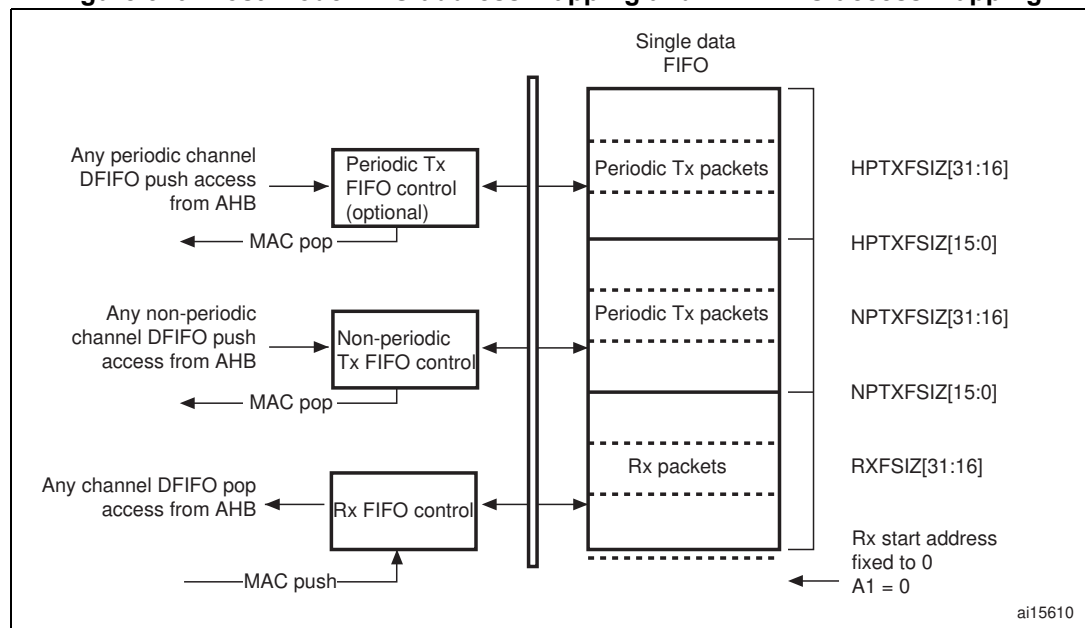 Single data
FIFO
Any periodic channel
DFIFO push access
from AHB
Periodic Tx
FIFO control
(optional)
MAC pop
Periodic Tx packets
HPTXFSIZ[31:16]
HPTXFSIZ[15:0]
Any non-periodic
channel DFIFO push
access from AHB
Non-periodic
Tx FIFO control
MAC pop
Periodic Tx packets
NPTXFSIZ[31:16]
NPTXFSIZ[15:0]
Any channel DFIFO pop
access from AHB
Rx FIFO control
MAC push
Rx packets
RXFSIZ[31:16]
Rx start address
fixed to 0
A1 = 0
ai15610